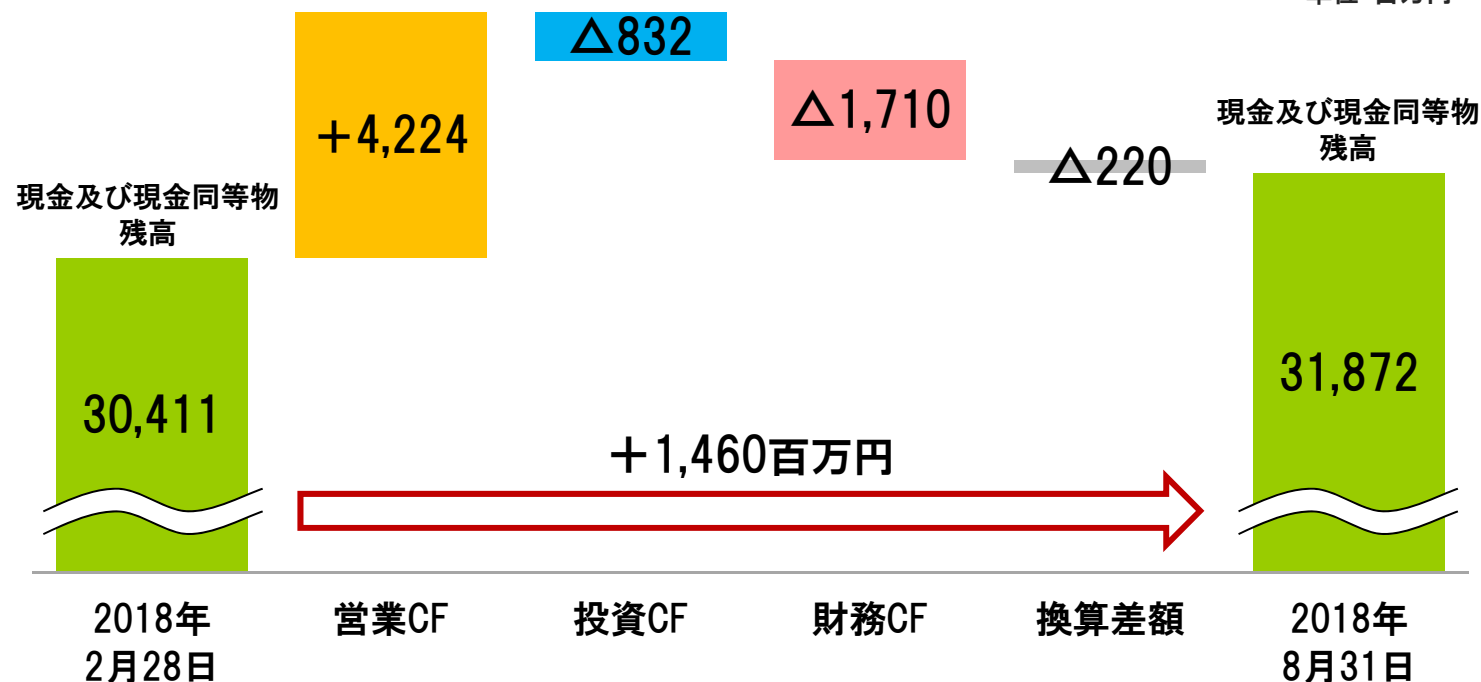 △832
+4,224
△1,710
現金及び現金同等物
残高
△220
現金及び現金同等物
残高
30,411
31,872
+1,460百万円
2018年
2月28日
営業CF
投資CF
財務CF
換算差額
2018年
8月31日